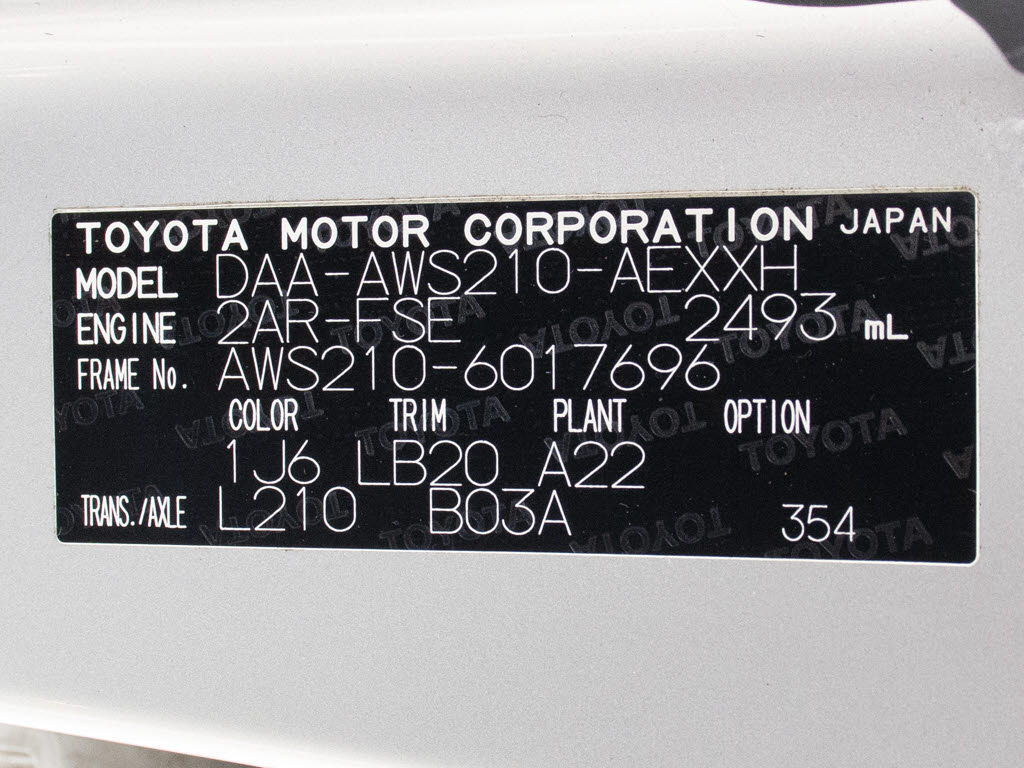 TOYOTA MOTOR CORPORATION JAPAN
MODEL DAA-AWS210-AEXXH
ENGINE 2AR-FSE 2493 mL
FRAME No. AWS210-6017696
COLOR TRIM PLANT OPTION
1J6 LB20 A22
TRANS./AXLE L210 B03A 354